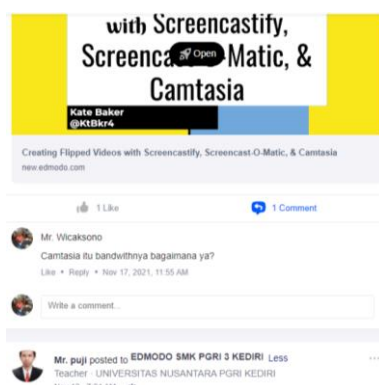 with Screencastify,
Screenca Open Matic, &
Camtasia
Kate Baker
@KtBkr4
Creating Flipped Videos with Screencastify, Screencast-O-Matic, & Camtasia
new.edmodo.com
1 Like 1 Comment
Mr. Wicaksono
Camtasia itu bandwithnya bagaimana ya?
Like • Reply • Nov 17, 2021, 11:55 AM
Write a comment...
Mr. puji posted to EDMODO SMK PGRI 3 KEDIRI Less
Teacher - UNIVERSITAS NUSANTARA PGRI KEDIRI